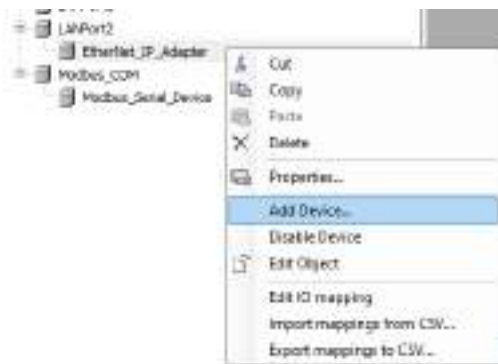 LANPort2
EtherNet_IP_Adapter
Modbus_COM
Modbus_Serial_Device
Cut
Copy
Paste
Delete
Properties...
Add Device...
Disable Device
Edit Object
Edit IO mapping
Import mappings from CSV...
Export mappings to CSV...